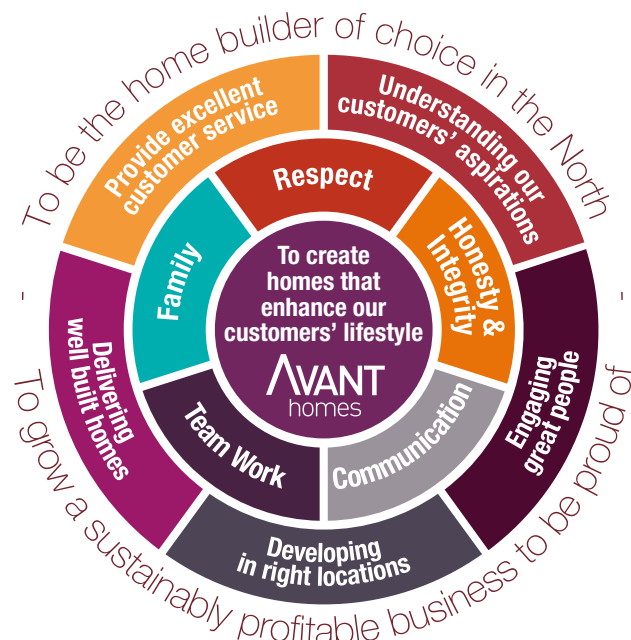 To be the home builder of choice in the North
Provide excellent
customer service
Understanding our
customers’ aspirations
Respect
Family
Honesty &
Integrity
To create
homes that
enhance our
customers’ lifestyle
AVANT
homes
Delivering
well built homes
Engaging
great people
Team Work
Communication
Developing
in right locations
- To grow a sustainably profitable business to be proud of -